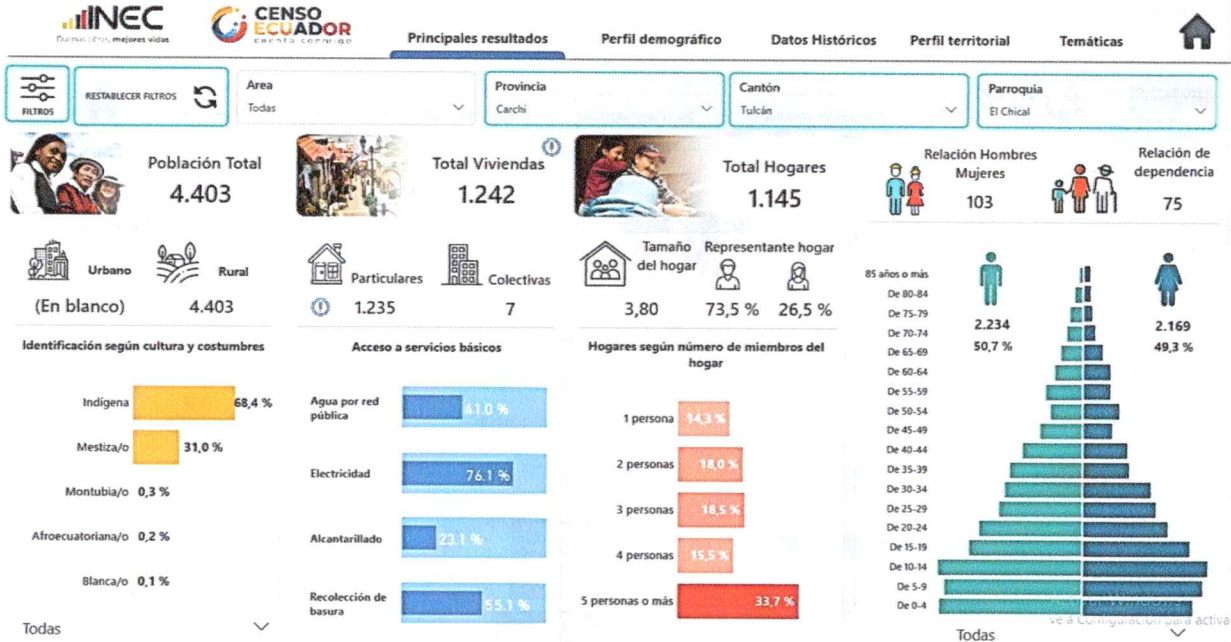 INEC
Buenas cifras, mejores vidas
CENSO
ECUADOR
cuenta conmigo
Principales resultados
Perfil demográfico
Datos Históricos
Perfil territorial
Temáticas
FILTROS
RESTABLECER FILTROS
Area
Todas
Provincia
Carchi
Cantón
Tulcán
Parroquia
El Chical
Población Total
4.403
Total Viviendas
1.242
Total Hogares
1.145
Relación Hombres
Mujeres
103
Relación de
dependencia
75
Urbano
(En blanco)
Rural
4.403
Particulares
1.235
Colectivas
7
Tamaño
del hogar
3,80
Representante hogar
73,5 % 26,5 %
Identificación según cultura y costumbres
Indígena 68,4 %
Mestiza/o 31,0 %
Montubia/o 0,3 %
Afroecuatoriana/o 0,2 %
Blanca/o 0,1 %
Todas
Acceso a servicios básicos
Agua por red
pública
41.0 %
Electricidad 76.1 %
Alcantarillado 23.1 %
Recolección de
basura
55.1 %
Hogares según número de miembros del
hogar
1 persona 14,3 %
2 personas 18,0 %
3 personas 18,5 %
4 personas 15,5 %
5 personas o más 33,7 %
2.234
50,7 %
2.169
49,3 %
85 años o más
De 80-84
De 75-79
De 70-74
De 65-69
De 60-64
De 55-59
De 50-54
De 45-49
De 40-44
De 35-39
De 30-34
De 25-29
De 20-24
De 15-19
De 10-14
De 5-9
De 0-4
Ve a Configuración para activa
Todas